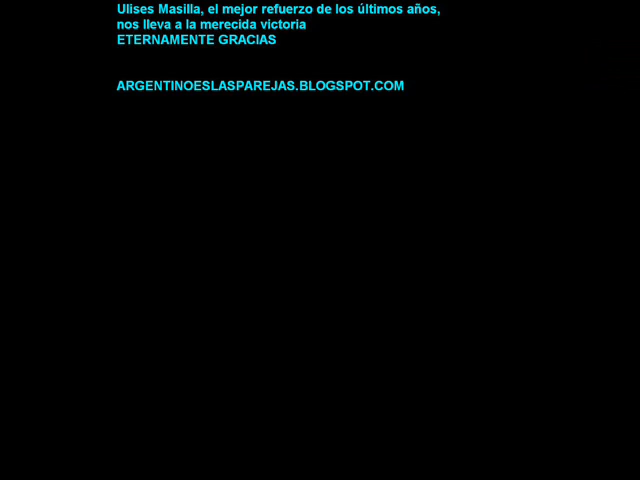 Ulises Masilla, el mejor refuerzo de los últimos años,
nos lleva a la merecida victoria
ETERNAMENTE GRACIAS
ARGENTINOESLASPAREJAS.BLOGSPOT.COM